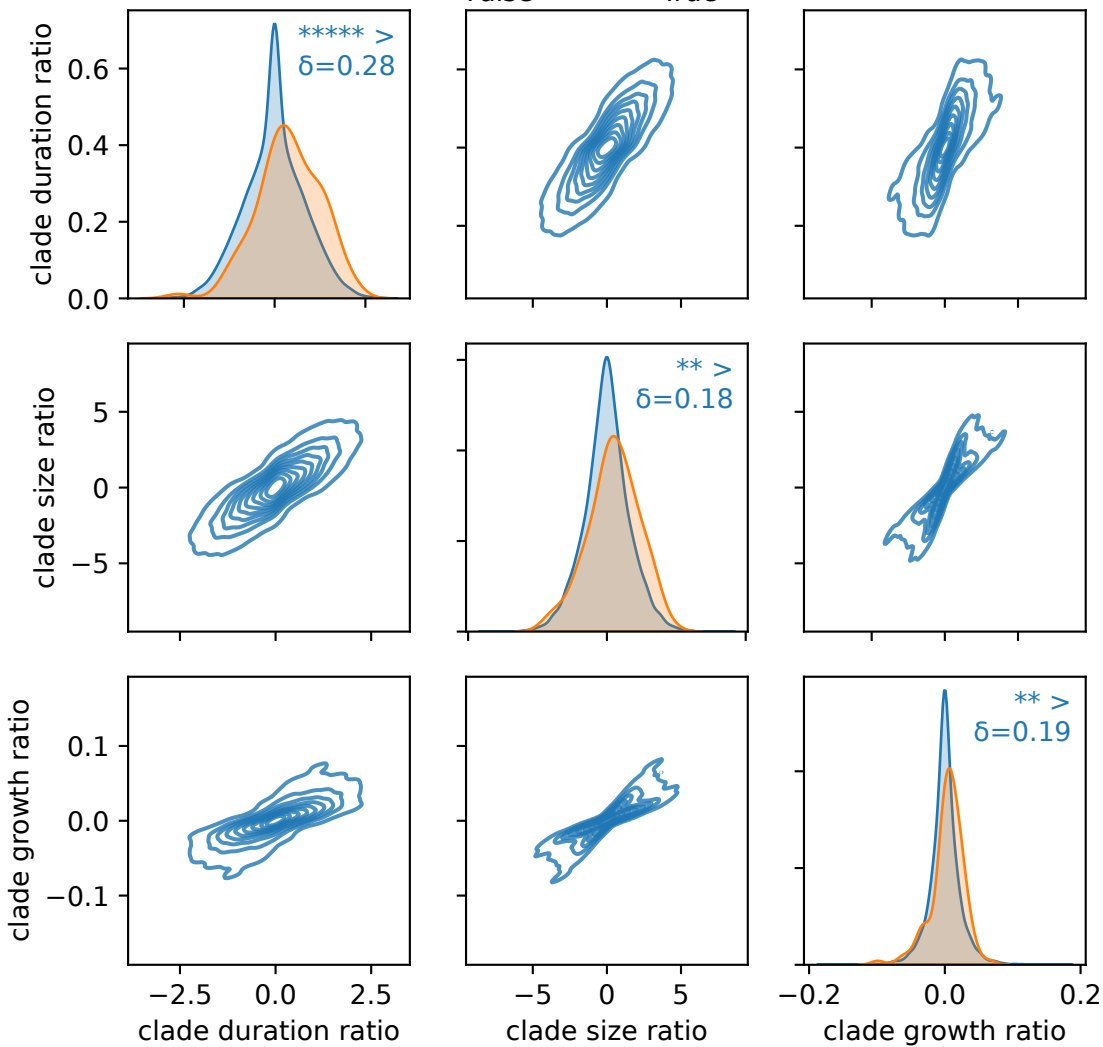 ***** >
δ=0.28
clade duration ratio
0.6
0.4
0.2
0.0
** >
δ=0.18
clade size ratio
5
0
−5
** >
δ=0.19
clade growth ratio
0.1
0.0
−0.1
−2.5 0.0 2.5
−5 0 5
−0.2 0.0 0.2
clade duration ratio
clade size ratio
clade growth ratio